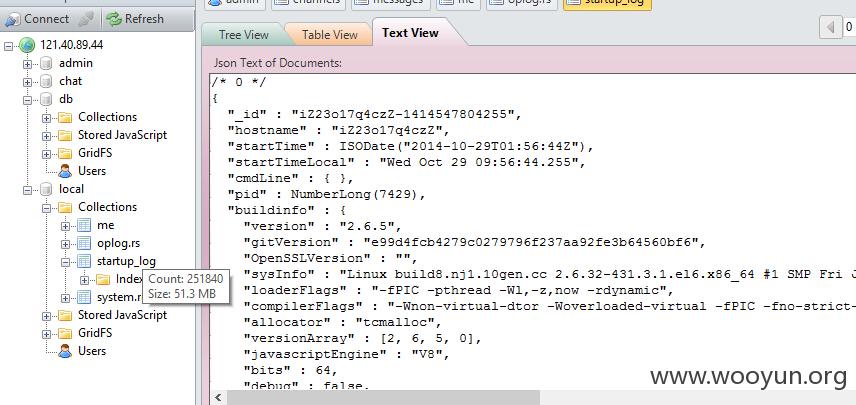 admin channels messages me oplog.rs startup_log
Connect Refresh
Tree View Table View Text View
0
121.40.89.44
admin
chat
db
Collections
Stored JavaScript
GridFS
Users
local
Collections
me
oplog.rs
startup_log
Index
Count: 251840
Size: 51.3 MB
system.r
Stored JavaScript
GridFS
Users
Json Text of Documents:
/* 0 */
{
"_id" : "iZ23o17q4czZ-1414547804255",
"hostname" : "iZ23o17q4czZ",
"startTime" : ISODate("2014-10-29T01:56:44Z"),
"startTimeLocal" : "Wed Oct 29 09:56:44.255",
"cmdLine" : { },
"pid" : NumberLong(7429),
"buildinfo" : {
"version" : "2.6.5",
"gitVersion" : "e99d4fcb4279c0279796f237aa92fe3b64560bf6",
"OpenSSLVersion" : "",
"sysInfo" : "Linux build8.nj1.10gen.cc 2.6.32-431.3.1.el6.x86_64 #1 SMP Fri J
"loaderFlags" : "-fPIC -pthread -Wl,-z,now -rdynamic",
"compilerFlags" : "-Wnon-virtual-dtor -Woverloaded-virtual -fPIC -fno-strict-
"allocator" : "tcmalloc",
"versionArray" : [2, 6, 5, 0],
"javascriptEngine" : "V8",
"bits" : 64,
"debug" : false,
www.wooyun.org